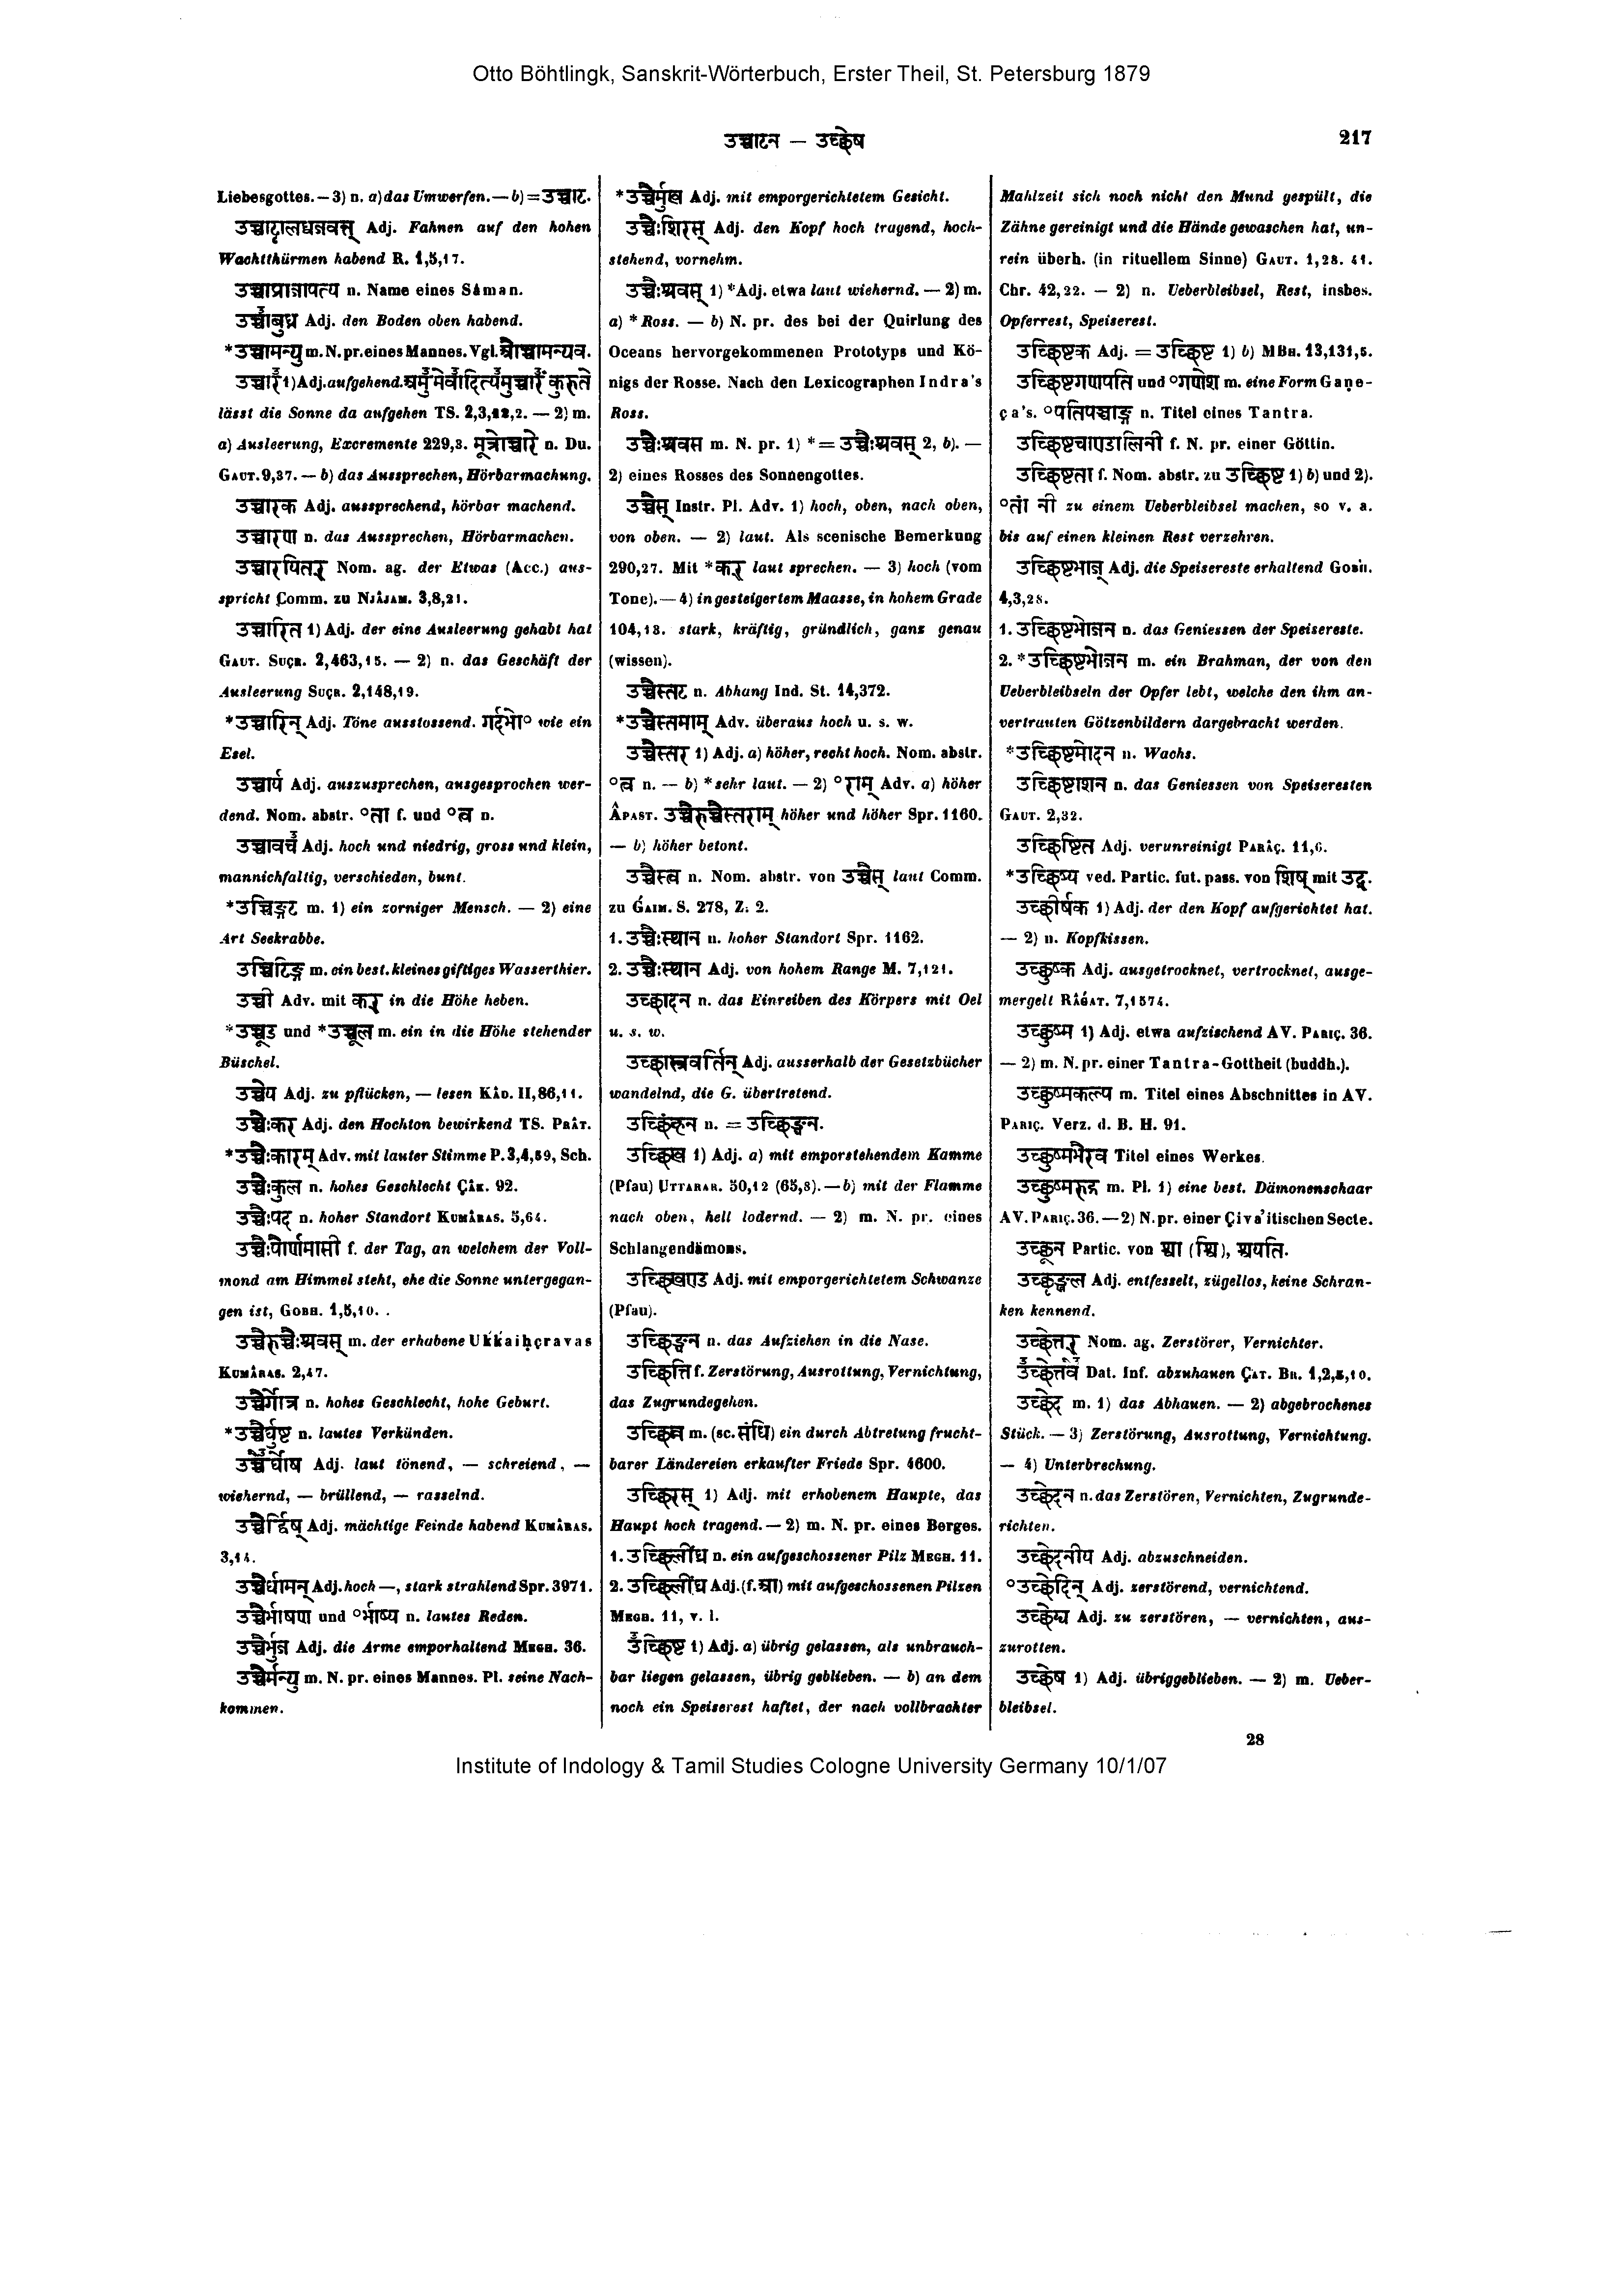 Otto Böhtlingk, Sanskrit-Wörterbuch, Erster Theil, St. Petersburg 1879
उच्चाटन — उच्छेष
217
Liebesgottes. — 3) n. a) das Umwerfen. — b) = उच्चाट.
उच्चाट्टालधजवस् Adj. Fahnen auf den hohen
Wachtthürmen habend R. 1,5,17.
उच्चाप्राजापत्य n. Name eines Sâman.
उच्चाबुध्न Adj. den Boden oben habend.
*उच्चामन्यु m. N. pr. eines Mannes. Vgl. औच्चामन्यव.
उच्चार 1) Adj. aufgehend.
lässt die Sonne da aufgehen TS. 2,3,12,2. — 2) m.
a) Ausleerung, Excremente 229,3. मूत्रोच्चारे n. Du.
GAUT. 9,37. — b) das Aussprechen, Hörbarmachung.
उच्चारक Adj. aussprechend, hörbar machend.
उच्चारण n. das Aussprechen, Hörbarmachen.
उच्चारयितर् Nom. ag. der Etwas (Acc.) aus-
spricht Comm. zu NJÂJAM. 3,8,21.
उच्चारित 1) Adj. der eine Ausleerung gehabt hat
GAUT. SUÇR. 2,463,15. — 2) n. das Geschäft der
Ausleerung SUÇR. 2,148,19.
*उच्चारिन् Adj. Töne ausstossend. गर्दभो° wie ein
Esel.
उच्चार्य Adj. auszusprechen, ausgesprochen wer-
dend. Nom. abstr. °ता f. und °त्व n.
उच्चावच Adj. hoch und niedrig, gross und klein,
mannichfaltig, verschieden, bunt.
*उच्चिङ्गट m. 1) ein zorniger Mensch. — 2) eine
Art Seekrabbe.
उच्चिटिङ्ग m. ein best. kleines giftiges Wasserthier.
उच्ची Adv. mit कर् in die Höhe heben.
*उच्चूड und *उच्चूल m. ein in die Höhe stehender
Büschel.
उच्चेय Adj. zu pflücken, — lesen KÂD. II,86,11.
उच्चैःकर Adj. den Hochton bewirkend TS. PRÂT.
*उच्चैःकारम् Adv. mit lauter Stimme P. 3,4,59, Sch.
उच्चैःकुल n. hohes Geschlecht ÇÂK. 92.
उच्चैःपद n. hoher Standort KUMÂRAS. 5,64.
उच्चैःपौर्णमासी f. der Tag, an welchem der Voll-
mond am Himmel steht, ehe die Sonne untergegan-
gen ist, GOBH. 1,5,10.
उच्चैरुच्चैःश्रवस् m. der erhabene Ukkaihçravas
KUMÂRAS. 2,47.
उच्चैर्गोत्र n. hohes Geschlecht, hohe Geburt.
*उच्चैर्घुष्ट n. lautes Verkünden.
उच्चैर्घोष Adj. laut tönend, — schreiend, —
wiehernd, — brüllend, — rasselnd.
उच्चैर्द्विष् Adj. mächtige Feinde habend KUMÂRAS.
3,14.
उच्चैर्धामन् Adj. hoch —, stark strahlend Spr. 3971.
उच्चैर्भाषण und °र्भाष्य n. lautes Reden.
उच्चैर्भुज Adj. die Arme emporhaltend MEGH. 36.
उच्चैर्मन्यु m. N. pr. eines Mannes. Pl. seine Nach-
kommen.
*उच्चैर्मुख Adj. mit emporgerichtetem Gesicht.
उच्चैःशिरस् Adj. den Kopf hoch tragend, hoch-
stehend, vornehm.
उच्चैःश्रवस् 1) *Adj. etwa laut wiehernd. — 2) m.
a) *Ross. — b) N. pr. des bei der Quirlung des
Oceans hervorgekommenen Prototyps und Kö-
nigs der Rosse. Nach den Lexicographen Indra's
Ross.
उच्चैःश्रवस m. N. pr. 1) * = उच्चैःश्रवस् 2, b). —
2) eines Rosses des Sonnengottes.
उच्चैस् Instr. Pl. Adv. 1) hoch, oben, nach oben,
von oben. — 2) laut. Als scenische Bemerkung
290,27. Mit *कर् laut sprechen. — 3) hoch (vom
Tone). — 4) in gesteigertem Maasse, in hohem Grade
104,13. stark, kräftig, gründlich, ganz genau
(wissen).
उच्चैस्तट n. Abhang Ind. St. 14,372.
*उच्चैस्तमाम् Adv. überaus hoch u. s. w.
उच्चैस्तर 1) Adj. a) höher, recht hoch. Nom. abstr.
°त्व n. — b) *sehr laut. — 2) °राम् Adv. a) höher
ÂPAST. उच्चैरुच्चैस्तराम् höher und höher Spr. 1160.
— b) höher betont.
उच्चैस्त्व n. Nom. abstr. von उच्चैस् laut Comm.
zu ǴAIM. S. 278, Z. 2.
1. उच्चैःस्थान n. hoher Standort Spr. 1162.
2. उच्चैःस्थान Adj. von hohem Range M. 7,121.
उच्छादन n. das Einreiben des Körpers mit Oel
u. s. w.
उच्छास्त्रवर्तिन् Adj. ausserhalb der Gesetzbücher
wandelnd, die G. übertretend.
उच्छिंहन n. = उच्छिङ्घन.
उच्छिख 1) Adj. a) mit emporstehendem Kamme
(Pfau) UTTARAR. 50,12 (65,8). — b) mit der Flamme
nach oben, hell lodernd. — 2) m. N. pr. eines
Schlangendämons.
उच्छिखण्ड Adj. mit emporgerichtetem Schwanze
(Pfau).
उच्छिङ्घन n. das Aufziehen in die Nase.
उच्छित्ति f. Zerstörung, Ausrottung, Vernichtung,
das Zugrundegehen.
उच्छिन्न m. (sc. संधि) ein durch Abtretung frucht-
barer Ländereien erkaufter Friede Spr. 4600.
उच्छिरस् 1) Adj. mit erhobenem Haupte, das
Haupt hoch tragend. — 2) m. N. pr. eines Berges.
1. उच्छिलीन्ध्र n. ein aufgeschossener Pilz MEGH. 11.
2. उच्छिलीन्ध्र Adj. (f. आ) mit aufgeschossenen Pilzen
MEGH. 11, v. l.
उच्छिष्ट 1) Adj. a) übrig gelassen, als unbrauch-
bar liegen gelassen, übrig geblieben. — b) an dem
noch ein Speiserest haftet, der nach vollbrachter
Mahlzeit sich noch nicht den Mund gespült, die
Zähne gereinigt und die Hände gewaschen hat, un-
rein überh. (in rituellem Sinne) GAUT. 1,28. 41.
Chr. 42,22. — 2) n. Ueberbleibsel, Rest, insbes.
Opferrest, Speiserest.
उच्छिष्टक Adj. = उच्छिष्ट 1) b) MBH. 13,131,5.
उच्छिष्टगणपति und °गणेश m. eine Form Gaṇe-
ça's. °पतिपञ्चाङ्ग n. Titel eines Tantra.
उच्छिष्टचाण्डालिनी f. N. pr. einer Göttin.
उच्छिष्टता f. Nom. abstr. zu उच्छिष्ट 1) b) und 2).
°तां नी zu einem Ueberbleibsel machen, so v. a.
bis auf einen kleinen Rest verzehren.
उच्छिष्टभाज् Adj. die Speisereste erhaltend GOBH.
4,3,28.
1. उच्छिष्टभोजन n. das Geniessen der Speisereste.
2. *उच्छिष्टभोजन m. ein Brahman, der von den
Ueberbleibseln der Opfer lebt, welche den ihm an-
vertrauten Götzenbildern dargebracht werden.
*उच्छिष्टमोदन n. Wachs.
उच्छिष्टाशन n. das Geniessen von Speiseresten
GAUT. 2,32.
उच्छिष्टित Adj. verunreinigt PARÂÇ. 11,6.
*उच्छिष्य ved. Partic. fut. pass. von शिष् mit उद्.
उच्छीर्षक 1) Adj. der den Kopf aufgerichtet hat.
— 2) n. Kopfkissen.
उच्छुष्क Adj. ausgetrocknet, vertrocknet, ausge-
mergelt RÂǴAT. 7,1574.
उच्छुष्म 1) Adj. etwa aufzischend AV. PARIÇ. 36.
— 2) m. N. pr. einer Tantra-Gottheit (buddh.).
उच्छुष्मकल्प m. Titel eines Abschnittes in AV.
PARIÇ. Verz. d. B. H. 91.
उच्छुष्मभैरव Titel eines Werkes.
उच्छुष्मरुद्र m. Pl. 1) eine best. Dämonenschaar
AV. PARIÇ. 36. — 2) N. pr. einer Çiva'itischen Secte.
उच्छून Partic. von श्वा (श्वि), श्वयति.
उच्छृङ्खल Adj. entfesselt, zügellos, keine Schran-
ken kennend.
उच्छेत्तर् Nom. ag. Zerstörer, Vernichter.
उच्छेत्तवै Dat. Inf. abzuhauen ÇAT. BR. 1,2,5,10.
उच्छेद m. 1) das Abhauen. — 2) abgebrochenes
Stück. — 3) Zerstörung, Ausrottung, Vernichtung.
— 4) Unterbrechung.
उच्छेदन n. das Zerstören, Vernichten, Zugrunde-
richten.
उच्छेदनीय Adj. abzuschneiden.
°उच्छेदिन् Adj. zerstörend, vernichtend.
उच्छेद्य Adj. zu zerstören, — vernichten, aus-
zurotten.
उच्छेष 1) Adj. übriggeblieben. — 2) m. Ueber-
bleibsel.
28
Institute of Indology & Tamil Studies Cologne University Germany 10/1/07